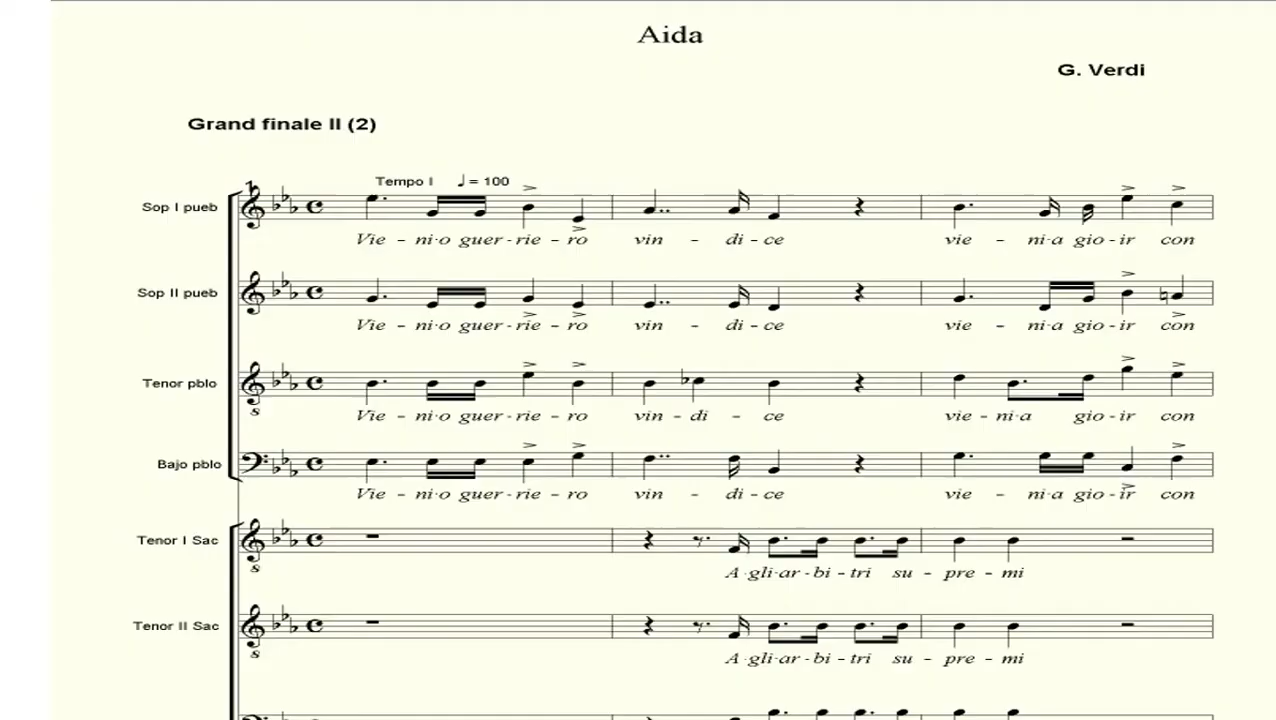 Aida
G. Verdi
Grand finale II (2)
1
Tempo I ♩ = 100
Sop I pueb
Vie - ni·o guer - rie - ro vin - di - ce vie - ni·a gio - ir con
Sop II pueb
Vie - ni·o guer - rie - ro vin - di - ce vie - ni·a gio - ir con
Tenor pblo
Vie - ni·o guer - rie - ro vin - di - ce vie - ni·a gio - ir con
Bajo pblo
Vie - ni·o guer - rie - ro vin - di - ce vie - ni·a gio - ir con
Tenor I Sac
A·gli·ar - bi - tri su - pre - mi
Tenor II Sac
A·gli·ar - bi - tri su - pre - mi